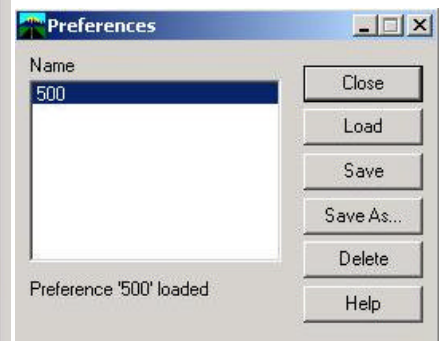 Preferences
Name
500
Close
Load
Save
Save As...
Delete
Help
Preference '500' loaded